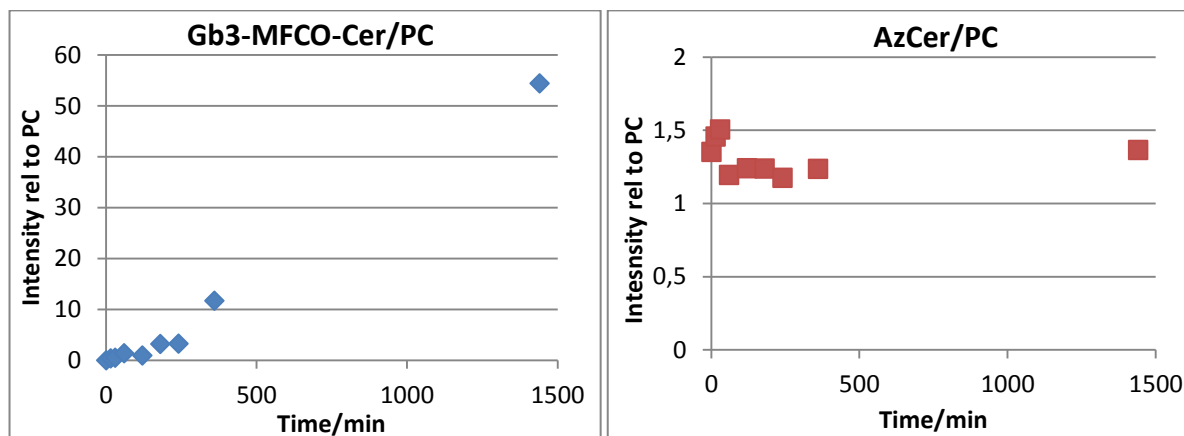 Gb3-MFCO-Cer/PC
Intensity rel to PC
60
50
40
30
20
10
0
0 500 1000 1500
Time/min
AzCer/PC
Intesnsity rel to PC
2
1,5
1
0,5
0
0 500 1000 1500
Time/min